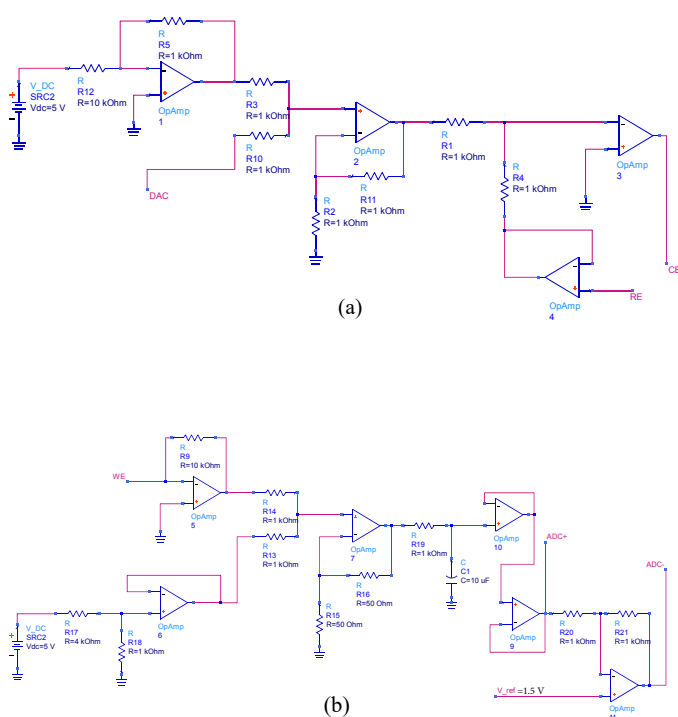 R
R5
R=1 kOhm
V_DC
SRC2
Vdc=5 V
R
R12
R=10 kOhm
OpAmp
1
R
R3
R=1 kOhm
R
R10
R=1 kOhm
DAC
OpAmp
2
R
R11
R=1 kOhm
R
R2
R=1 kOhm
R
R1
R=1 kOhm
R
R4
R=1 kOhm
OpAmp
3
OpAmp
4
RE
CE
(a)
R
R9
R=10 kOhm
WE
OpAmp
5
R
R14
R=1 kOhm
R
R13
R=1 kOhm
V_DC
SRC2
Vdc=5 V
R
R17
R=4 kOhm
R
R18
R=1 kOhm
OpAmp
6
OpAmp
7
R
R16
R=50 Ohm
R
R15
R=50 Ohm
R
R19
R=1 kOhm
C
C1
C=10 uF
OpAmp
10
ADC+
OpAmp
9
R
R20
R=1 kOhm
R
R21
R=1 kOhm
ADC-
V_ref =1.5 V
OpAmp
(b)